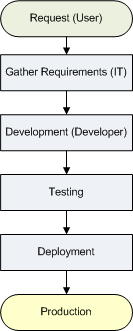 Request (User)
Gather Requirements (IT)
Development (Developer)
Testing
Deployment
Production